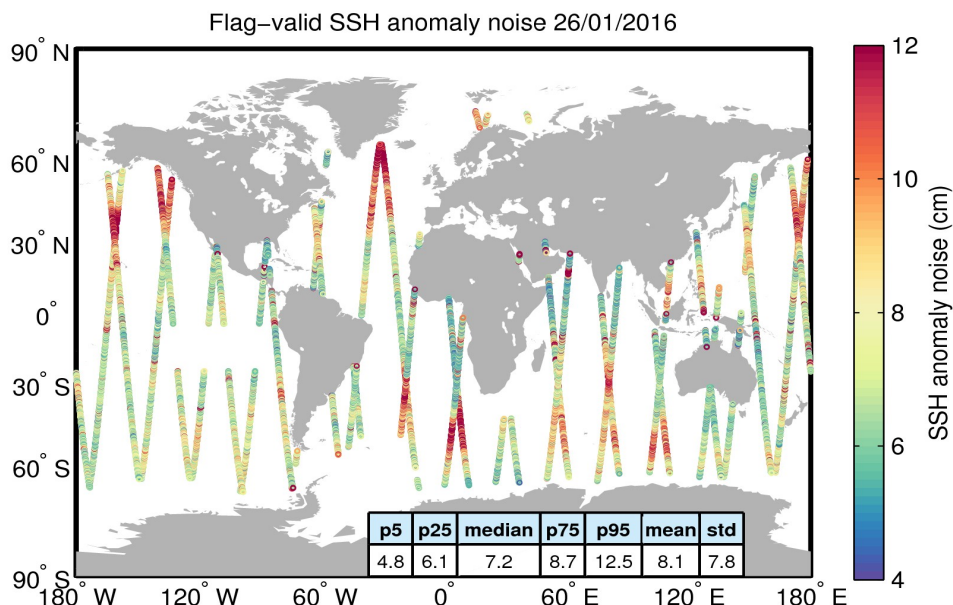 Flag−valid SSH anomaly noise 26/01/2016
90° N
60° N
30° N
0°
30° S
60° S
90° S
180° W
120° W
60° W
0°
60° E
120° E
180° E
p5 p25 median p75 p95 mean std
4.8 6.1 7.2 8.7 12.5 8.1 7.8
12
10
8
6
4
SSH anomaly noise (cm)